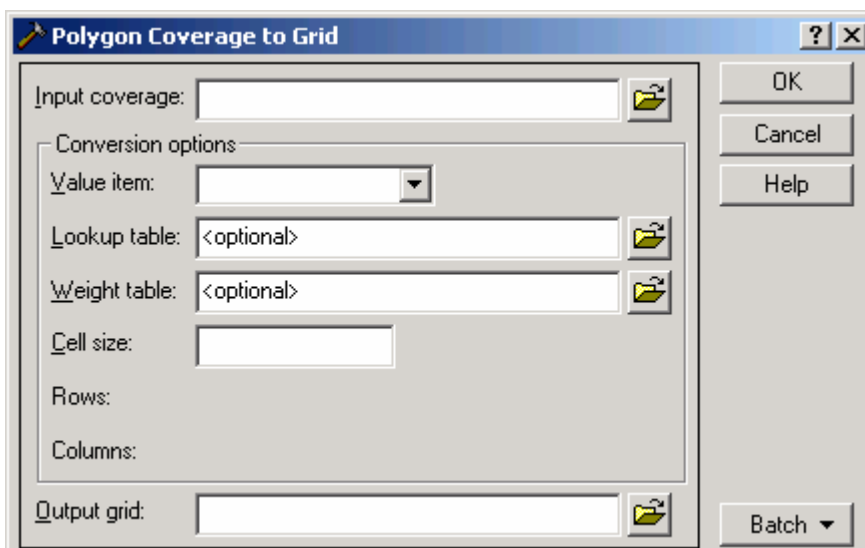 Polygon Coverage to Grid
Input coverage:
OK
Conversion options
Cancel
Value item:
Help
Lookup table: <optional>
Weight table: <optional>
Cell size:
Rows:
Columns:
Output grid:
Batch